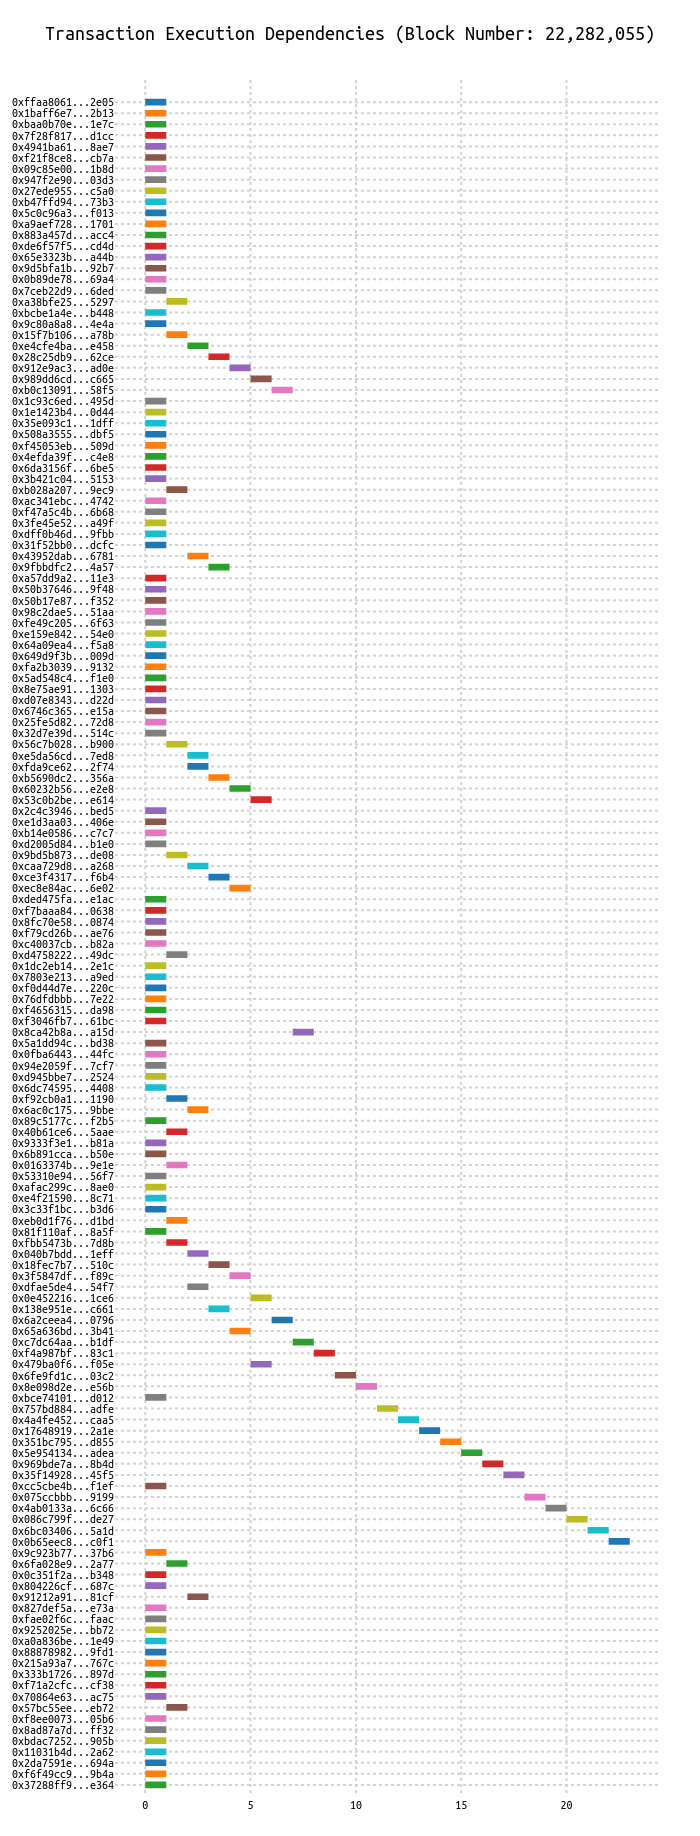 Transaction Execution Dependencies (Block Number: 22,282,055)
0xffaa8061...2e05
0x1baff6e7...2b13
0xbaa0b70e...1e7c
0x7f28f817...d1cc
0x4941ba61...8ae7
0xf21f8ce8...cb7a
0x09c85e00...1b8d
0x947f2e90...03d3
0x27ede955...c5a0
0xb47ffd94...73b3
0x5c0c96a3...f013
0xa9aef728...1701
0x883a457d...acc4
0xde6f57f5...cd4d
0x65e3323b...a44b
0x9d5bfa1b...92b7
0x0b89de78...69a4
0x7ceb22d9...6ded
0xa38bfe25...5297
0xbcbe1a4e...b448
0x9c80a8a8...4e4a
0x15f7b106...a78b
0xe4cfe4ba...e458
0x28c25db9...62ce
0x912e9ac3...ad0e
0x989dd6cd...c665
0xb0c13091...58f5
0x1c93c6ed...495d
0x1e1423b4...0d44
0x35e093c1...1dff
0x508a3555...dbf5
0xf45053eb...509d
0x4efda39f...c4e8
0x6da3156f...6be5
0x3b421c04...5153
0xb028a207...9ec9
0xac341ebc...4742
0xf47a5c4b...6b68
0x3fe45e52...a49f
0xdff0b46d...9fbb
0x31f52bb0...dcfc
0x43952dab...6781
0x9fbbdfc2...4a57
0xa57dd9a2...11e3
0x50b37646...9f48
0x50b17e87...f352
0x98c2dae5...51aa
0xfe49c205...6f63
0xe159e842...54e0
0x64a09ea4...f5a8
0x649d9f3b...009d
0xfa2b3039...9132
0x5ad548c4...f1e0
0x8e75ae91...1303
0xd07e8343...d22d
0x6746c365...e15a
0x25fe5d82...72d8
0x32d7e39d...514c
0x56c7b028...b900
0xe5da56cd...7ed8
0xfda9ce62...2f74
0xb5690dc2...356a
0x60232b56...e2e8
0x53c0b2be...e614
0x2c4c3946...bed5
0xe1d3aa03...406e
0xb14e0586...c7c7
0xd2005d84...b1e0
0x9bd5b873...de08
0xcaa729d8...a268
0xce3f4317...f6b4
0xec8e84ac...6e02
0xded475fa...e1ac
0xf7baaa84...0638
0x8fc70e58...0874
0xf79cd26b...ae76
0xc40037cb...b82a
0xd4758222...49dc
0x1dc2eb14...2e1c
0x7803e213...a9ed
0xf0d44d7e...220c
0x76dfdbbb...7e22
0xf4656315...da98
0xf3046fb7...61bc
0x8ca42b8a...a15d
0x5a1dd94c...bd38
0x0fba6443...44fc
0x94e2059f...7cf7
0xd945bbe7...2524
0x6dc74595...4408
0xf92cb0a1...1190
0x6ac0c175...9bbe
0x89c5177c...f2b5
0x40b61ce6...5aae
0x9333f3e1...b81a
0x6b891cca...b50e
0x0163374b...9e1e
0x53310e94...56f7
0xafac299c...8ae0
0xe4f21590...8c71
0x3c33f1bc...b3d6
0xeb0d1f76...d1bd
0x81f110af...8a5f
0xfbb5473b...7d8b
0x040b7bdd...1eff
0x18fec7b7...510c
0x3f5847df...f89c
0xdfae5de4...54f7
0x0e452216...1ce6
0x138e951e...c661
0x6a2ceea4...0796
0x65a636bd...3b41
0xc7dc64aa...b1df
0xf4a987bf...83c1
0x479ba0f6...f05e
0x6fe9fd1c...03c2
0x8e098d2e...e56b
0xbce74101...d012
0x757bd884...adfe
0x4a4fe452...caa5
0x17648919...2a1e
0x351bc795...d855
0x5e954134...adea
0x969bde7a...8b4d
0x35f14928...45f5
0xcc5cbe4b...f1ef
0x075ccbbb...9199
0x4ab0133a...6c66
0x086c799f...de27
0x6bc03406...5a1d
0x0b65eec8...c0f1
0x9c923b77...37b6
0x6fa028e9...2a77
0x0c351f2a...b348
0x804226cf...687c
0x91212a91...81cf
0x827def5a...e73a
0xfae02f6c...faac
0x9252025e...bb72
0xa0a836be...1e49
0x88878982...9fd1
0x215a93a7...767c
0x333b1726...897d
0xf71a2cfc...cf38
0x70864e63...ac75
0x57bc55ee...eb72
0xf8ee0073...05b6
0x8ad87a7d...ff32
0xbdac7252...905b
0x11031b4d...2a62
0x2da7591e...694a
0xf6f49cc9...9b4a
0x37288ff9...e364
0 5 10 15 20